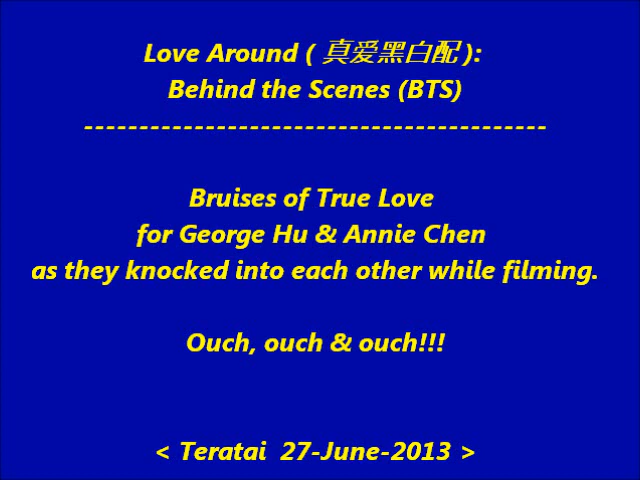 Love Around ( 真爱黑白配 ):
Behind the Scenes (BTS)
-------------------------------------------
Bruises of True Love
for George Hu & Annie Chen
as they knocked into each other while filming.
Ouch, ouch & ouch!!!
< Teratai  27-June-2013 >